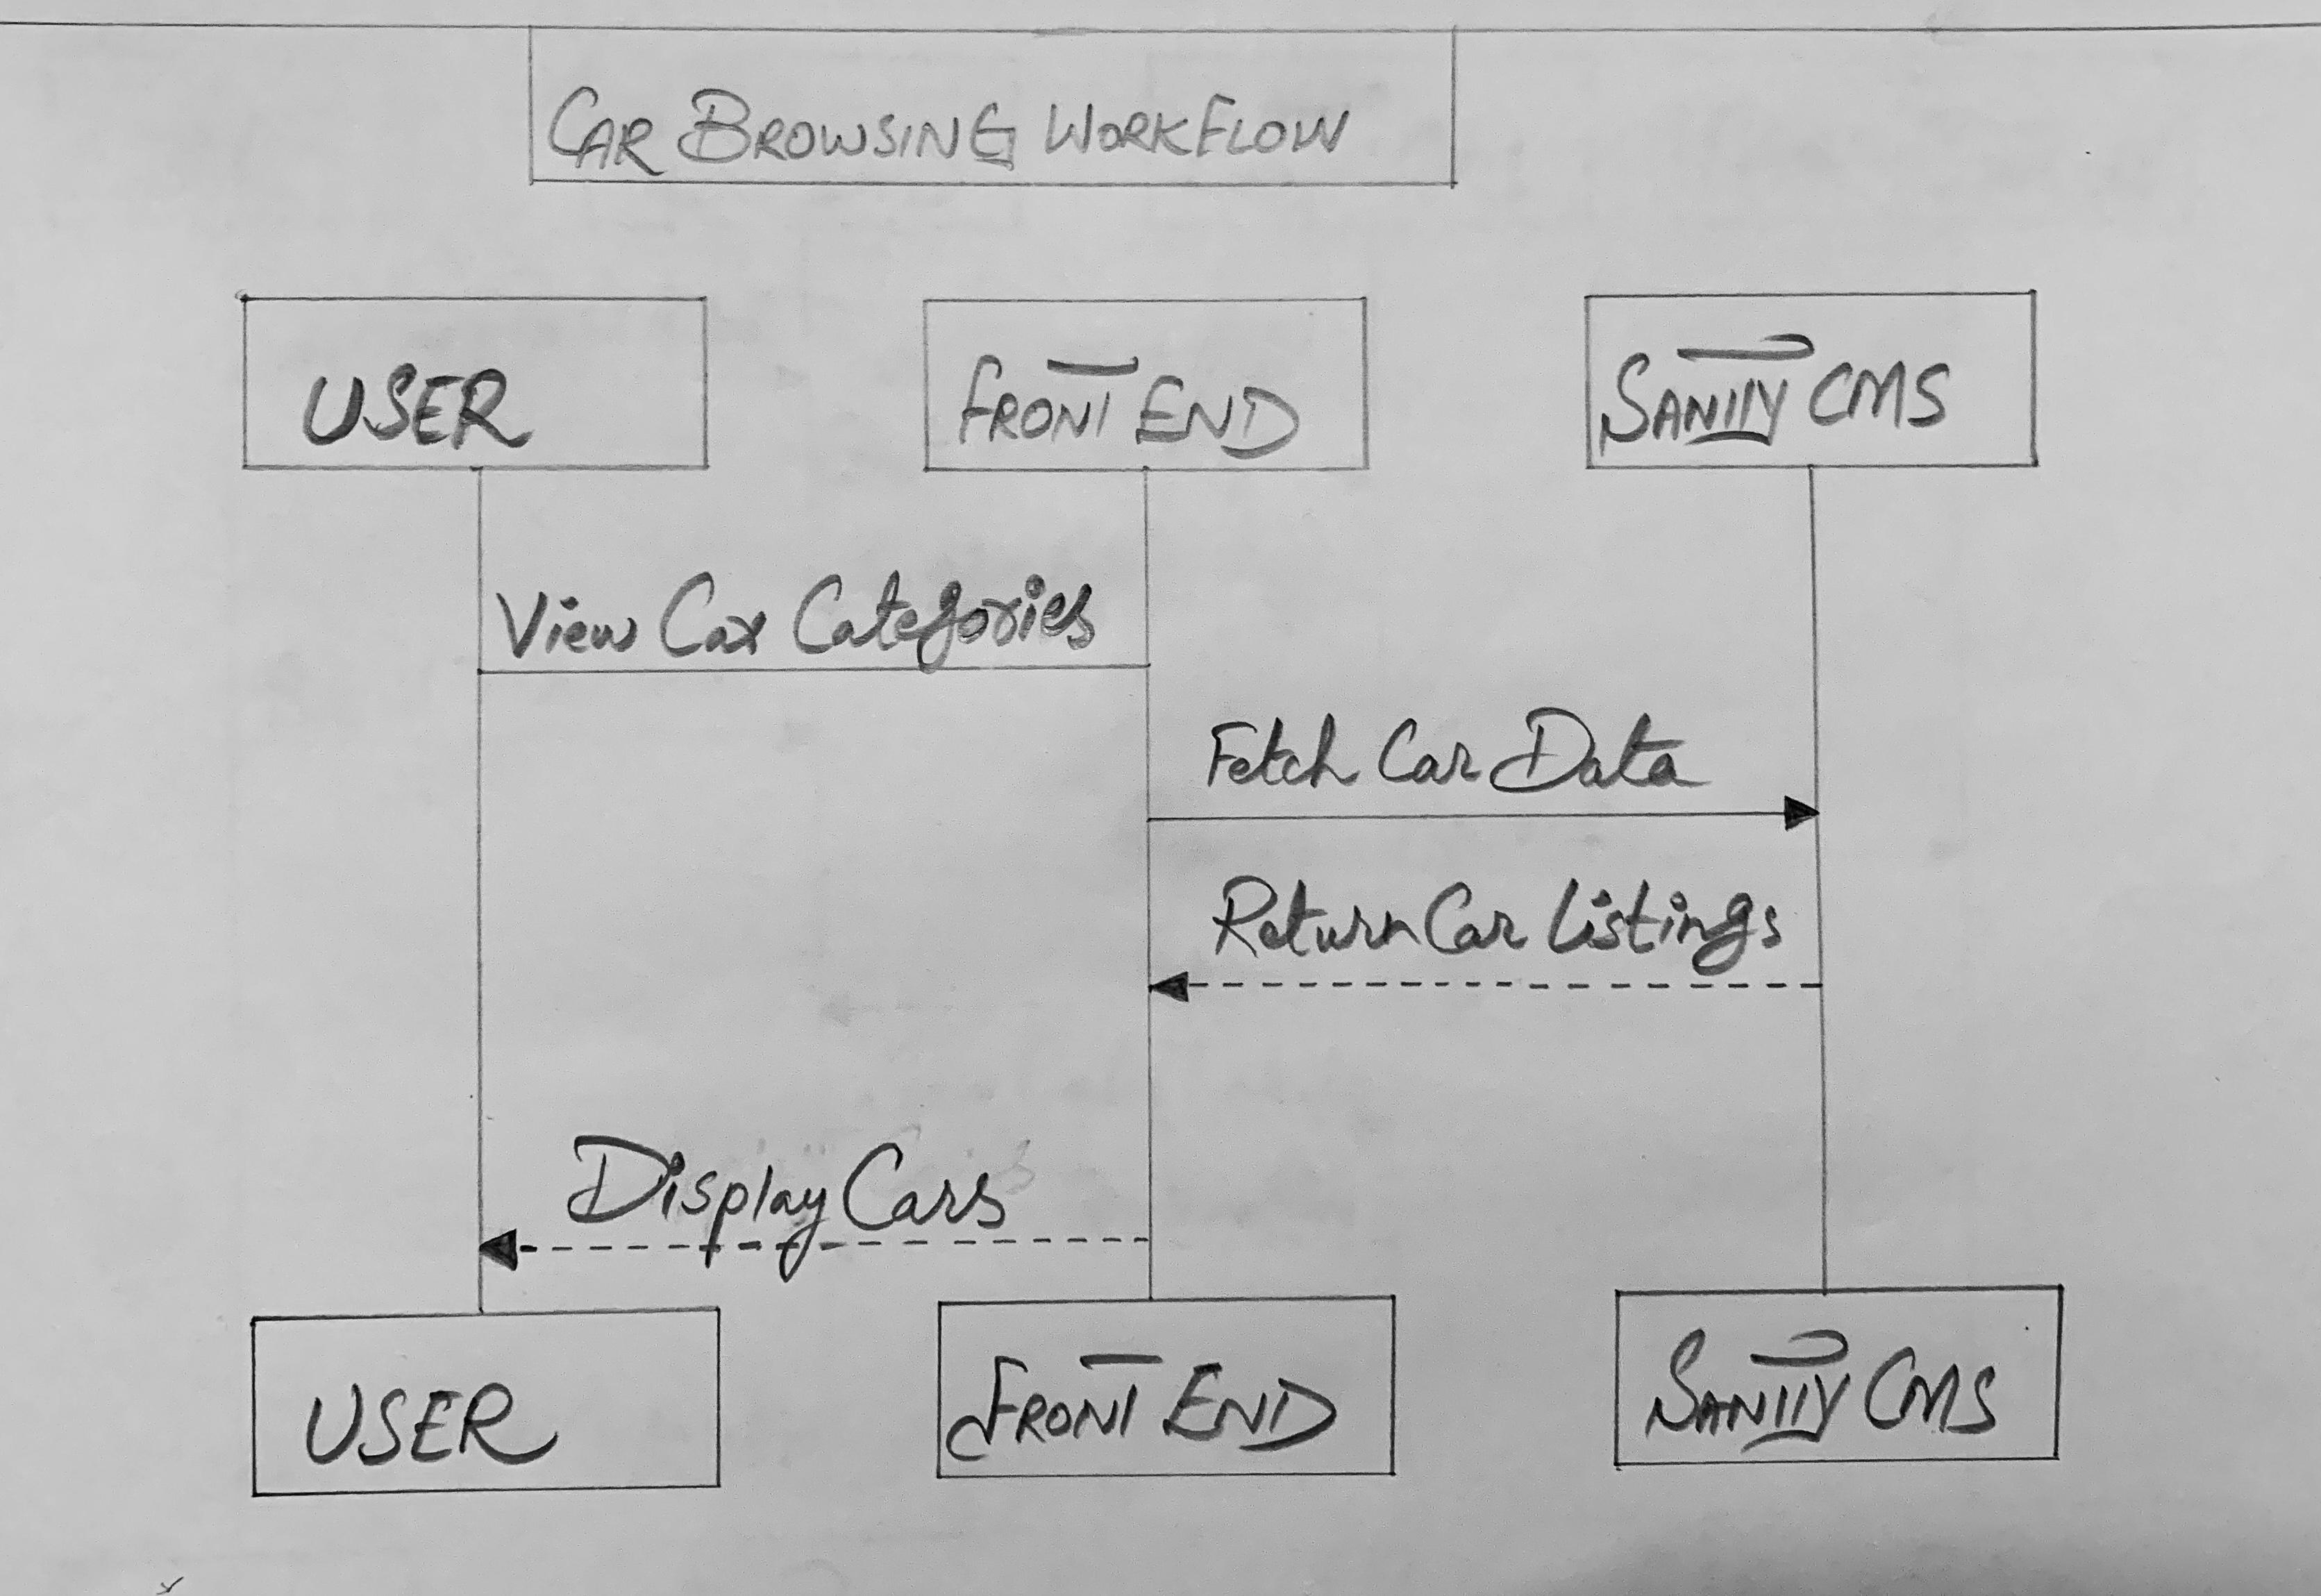 CAR BROWSING WORKFLOW
USER
FRONT END
SANITY CMS
View Car Categories
Fetch Car Data
Return Car Listings
Display Cars
USER
FRONT END
SANITY CMS